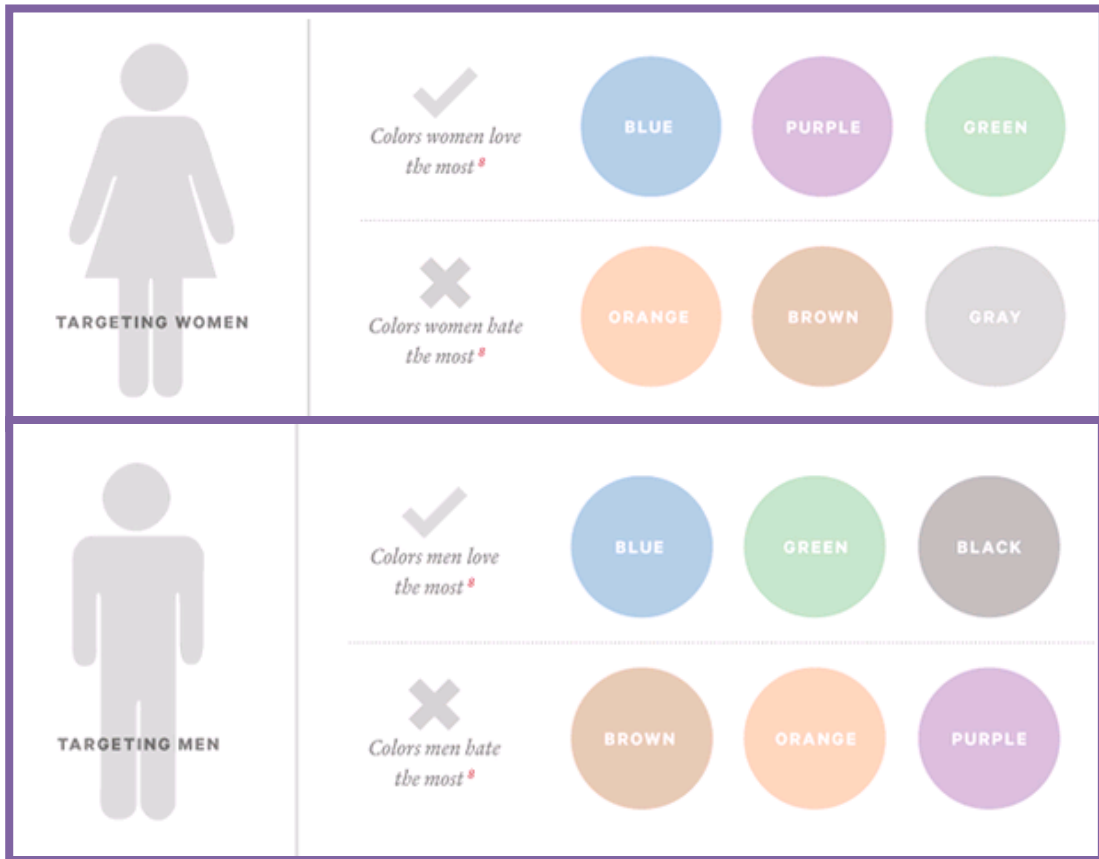 Colors women love
the most 8
BLUE PURPLE GREEN
TARGETING WOMEN
Colors women hate
the most 8
ORANGE BROWN GRAY
Colors men love
the most 8
BLUE GREEN BLACK
TARGETING MEN
Colors men hate
the most 8
BROWN ORANGE PURPLE